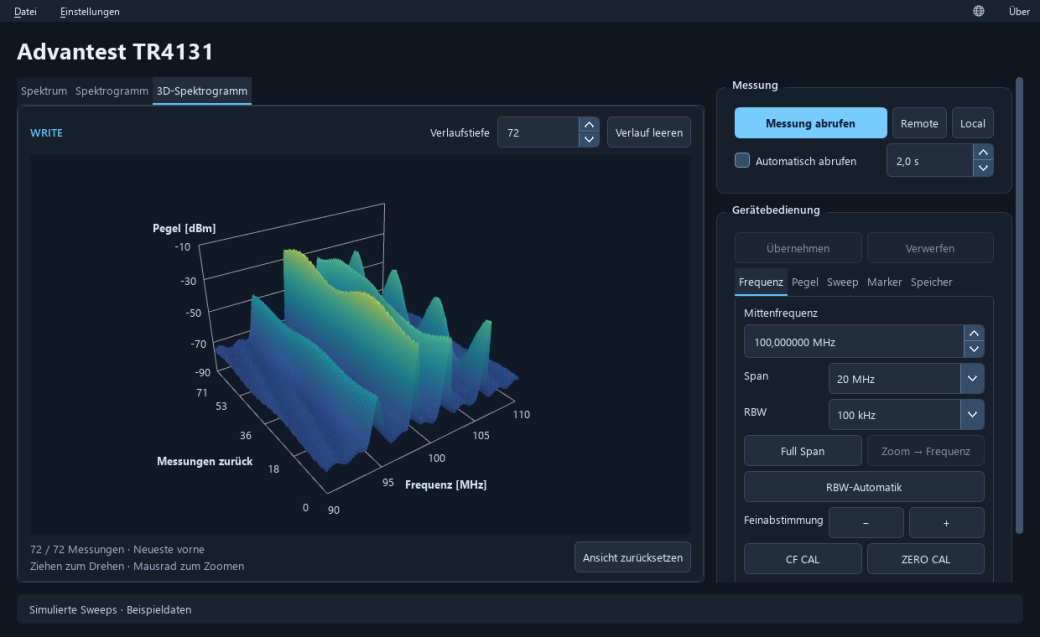 Datei Einstellungen Über
Advantest TR4131
Spektrum Spektrogramm 3D-Spektrogramm
WRITE Verlaufstiefe 72 Verlauf leeren
Pegel [dBm]
-10
-30
-50
-70
-90
71
53
36
18
0
Messungen zurück
90
95
100
105
110
Frequenz [MHz]
72 / 72 Messungen · Neueste vorne
Ziehen zum Drehen · Mausrad zum Zoomen
Ansicht zurücksetzen
Messung
Messung abrufen Remote Local
Automatisch abrufen 2,0 s
Gerätebedienung
Übernehmen Verwerfen
Frequenz Pegel Sweep Marker Speicher
Mittenfrequenz
100,000000 MHz
Span 20 MHz
RBW 100 kHz
Full Span Zoom → Frequenz
RBW-Automatik
Feinabstimmung − +
CF CAL ZERO CAL
Simulierte Sweeps · Beispieldaten